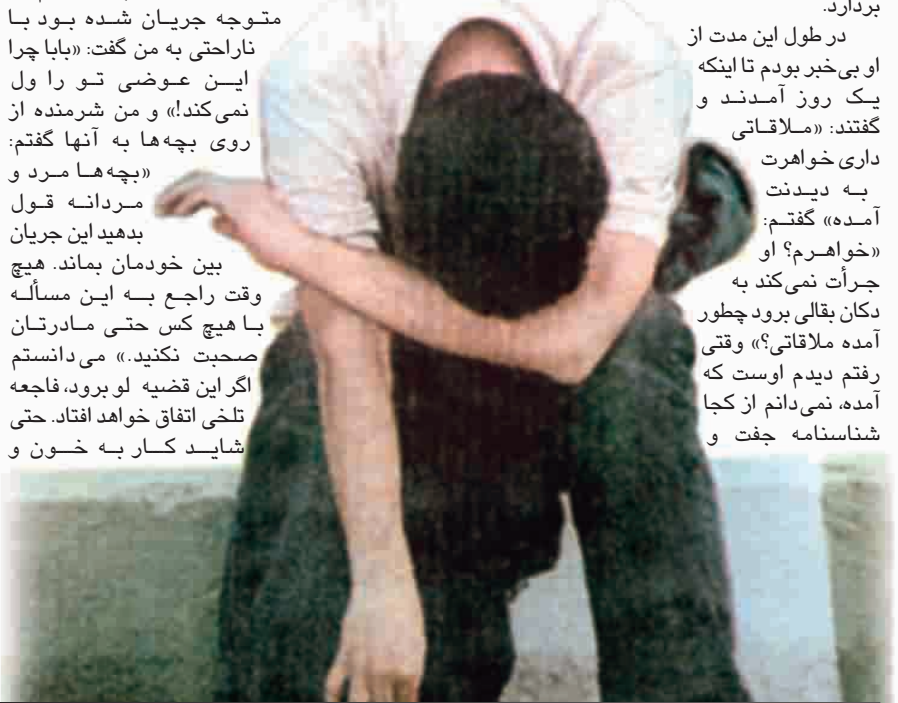 بردارد.
در طول این مدت از
او بی‌خبر بودم تا اینکه
یک روز آمدند و
گفتند: «ملاقاتی
داری خواهرت
به دیدنت
آمده» گفتم:
«خواهرم؟ او
جرأت نمی‌کند به
دکان بقالی برود چطور
آمده ملاقاتی؟» وقتی
رفتم دیدم اوست که
آمده، نمی‌دانم از کجا
شناسنامه جفت و
متوجه جریان شده بود با
ناراحتی به من گفت: «بابا چرا
این عوضی تو را ول
نمی‌کند!» و من شرمنده از
روی بچه‌ها به آنها گفتم:
«بچه‌ها مرد و
مردانه قول
بدهید این جریان
بین خودمان بماند. هیچ
وقت راجع به این مسأله
با هیچ کس حتی مادرتان
صحبت نکنید.» می‌دانستم
اگر این قضیه لو برود، فاجعه
تلخی اتفاق خواهد افتاد. حتی
شاید کار به خون و